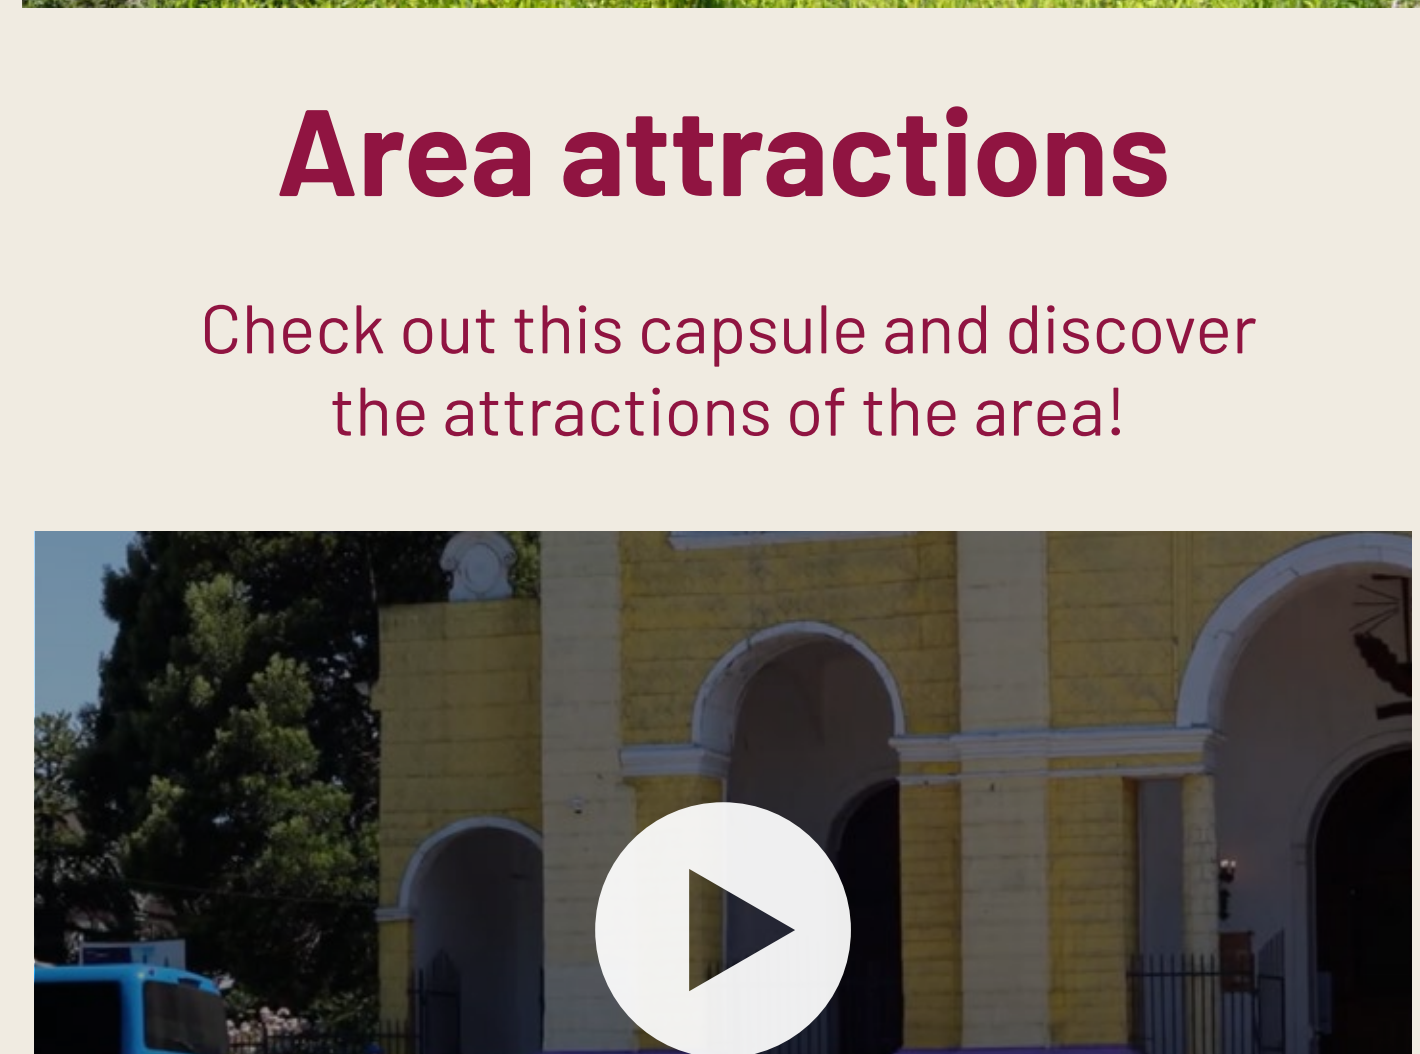 Area attractions
Check out this capsule and discover
the attractions of the area!